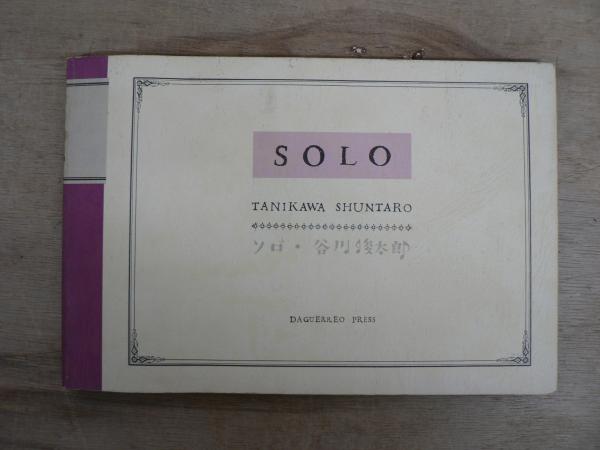 SOLO
TANIKAWA SHUNTARO
ソロ・谷川俊太郎
DAGUERREO PRESS